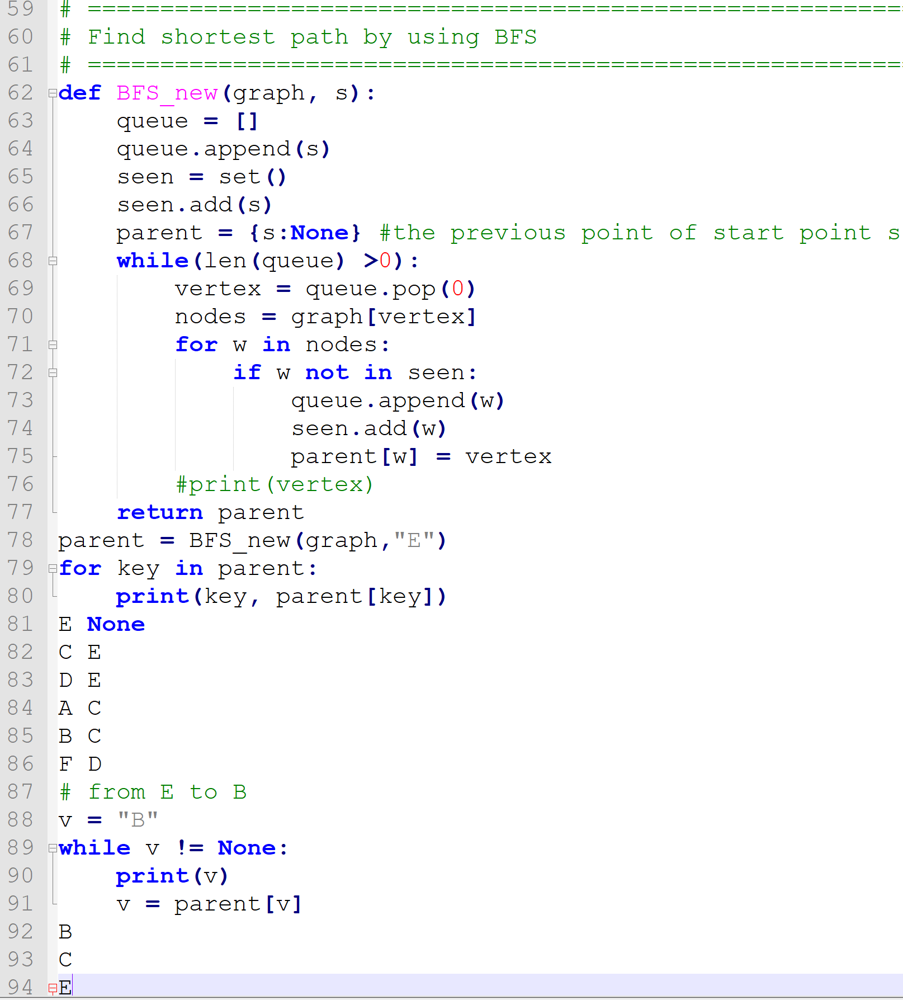 59 # ========================================================
60 # Find shortest path by using BFS
61 # ========================================================
62 def BFS_new(graph, s):
63     queue = []
64     queue.append(s)
65     seen = set()
66     seen.add(s)
67     parent = {s:None} #the previous point of start point s
68     while(len(queue) >0):
69         vertex = queue.pop(0)
70         nodes = graph[vertex]
71         for w in nodes:
72             if w not in seen:
73                 queue.append(w)
74                 seen.add(w)
75                 parent[w] = vertex
76         #print(vertex)
77     return parent
78 parent = BFS_new(graph,"E")
79 for key in parent:
80     print(key, parent[key])
81 E None
82 C E
83 D E
84 A C
85 B C
86 F D
87 # from E to B
88 v = "B"
89 while v != None:
90     print(v)
91     v = parent[v]
92 B
93 C
94 E